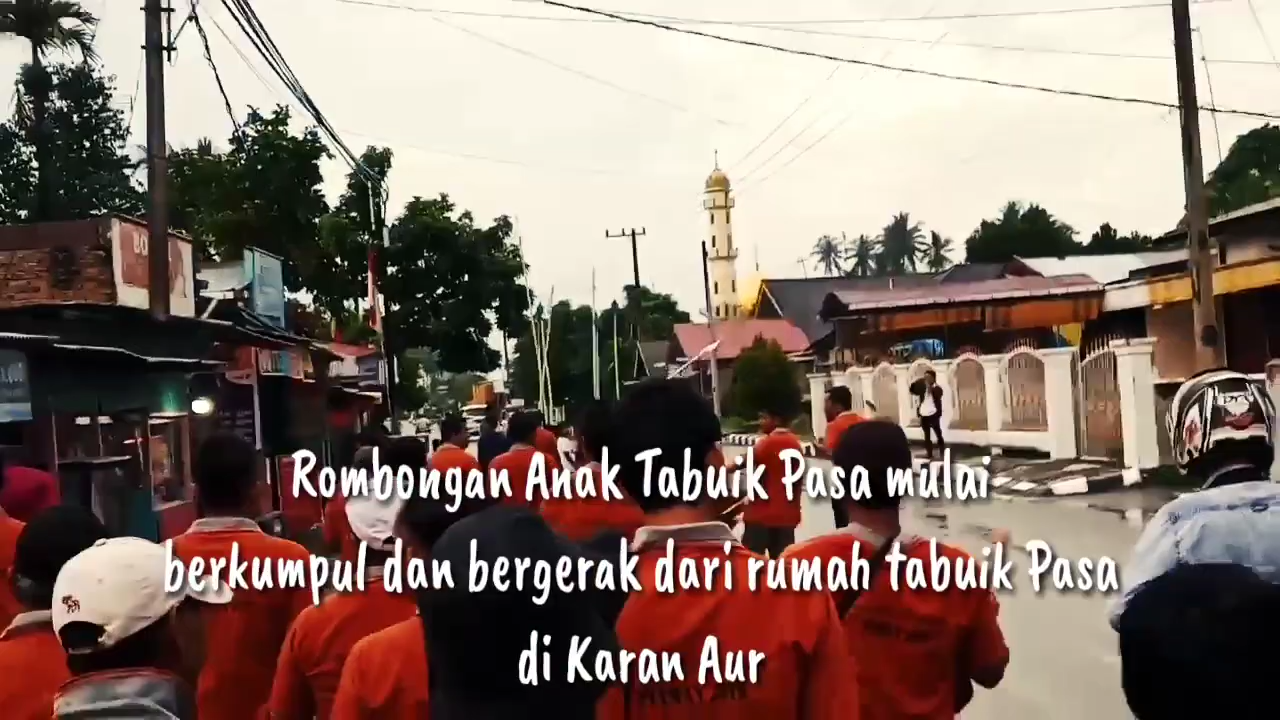 Rombongan Anak Tabuik Pasa mulai
berkumpul dan bergerak dari rumah tabuik Pasa
di Karan Aur